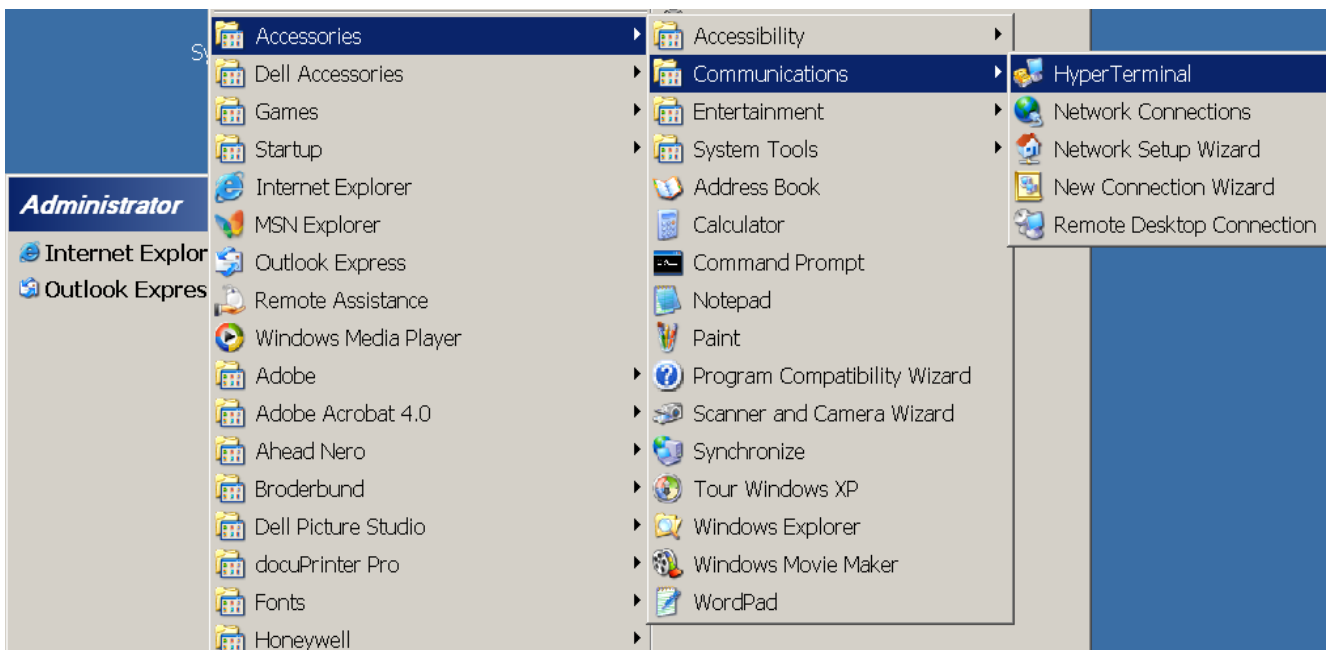 Administrator
Internet Explor
Outlook Expres
Accessories
Dell Accessories
Games
Startup
Internet Explorer
MSN Explorer
Outlook Express
Remote Assistance
Windows Media Player
Adobe
Adobe Acrobat 4.0
Ahead Nero
Broderbund
Dell Picture Studio
docuPrinter Pro
Fonts
Honeywell
Accessibility
Communications
Entertainment
System Tools
Address Book
Calculator
Command Prompt
Notepad
Paint
Program Compatibility Wizard
Scanner and Camera Wizard
Synchronize
Tour Windows XP
Windows Explorer
Windows Movie Maker
WordPad
HyperTerminal
Network Connections
Network Setup Wizard
New Connection Wizard
Remote Desktop Connection